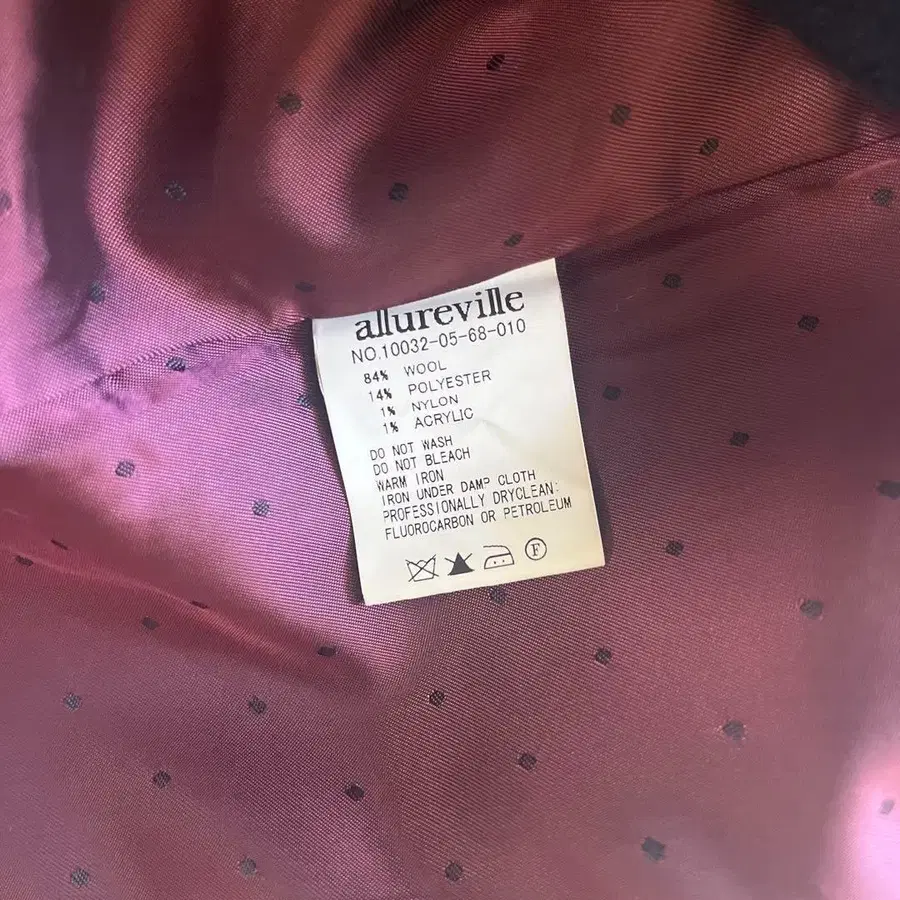 allureville
NO.10032-05-68-010
84% WOOL
14% POLYESTER
1% NYLON
1% ACRYLIC
DO NOT WASH
DO NOT BLEACH
WARM IRON
IRON UNDER DAMP CLOTH
PROFESSIONALLY DRYCLEAN:
FLUOROCARBON OR PETROLEUM
F